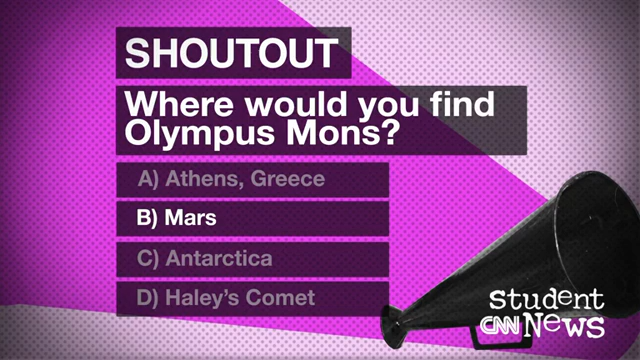 SHOUTOUT
Where would you find
Olympus Mons?
A) Athens, Greece
B) Mars
C) Antarctica
D) Haley's Comet
student
CNN News